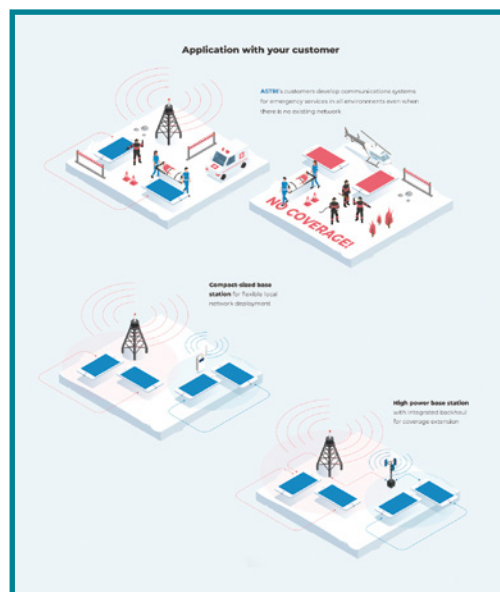 Application with your customer
ASTRI's customers develop communications systems
for emergency services in all environments even when
there is no existing network
NO COVERAGE!
Compact-sized base
station for flexible local
network deployment
High power base station
with integrated backhaul
for coverage extension